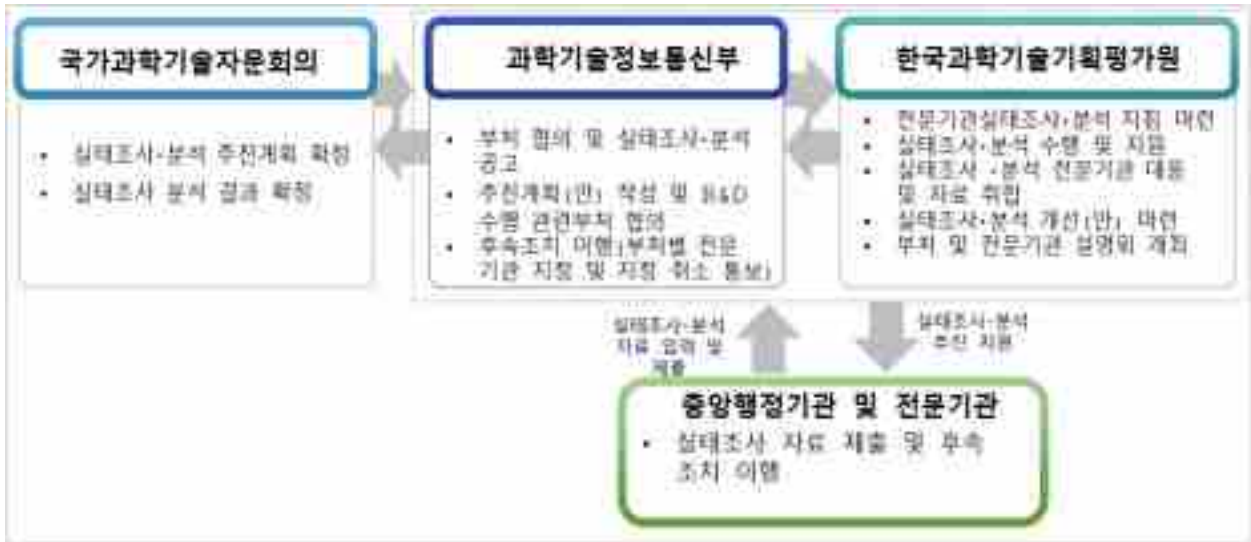 국가과학기술자문회의
• 실태조사·분석 추진계획 확정
• 실태조사 분석 결과 확정
과학기술정보통신부
• 부처 협의 및 실태조사·분석
공고
• 추진계획(안) 작성 및 R&D
수행 관련부처 협의
• 후속조치 이행(부처별 전문
기관 지정 및 지정 취소 통보)
한국과학기술기획평가원
• 전문기관실태조사·분석 지침 마련
• 실태조사·분석 수행 및 지원
• 실태조사 ·분석 전문기관 대응
및 자료 취합
• 실태조사·분석 개선(안) 마련
• 부처 및 전문기관 설명회 개최
실태조사·분석
자료 입력 및
제출
실태조사·분석
추진 지원
중앙행정기관 및 전문기관
• 실태조사 자료 제출 및 후속
조치 이행